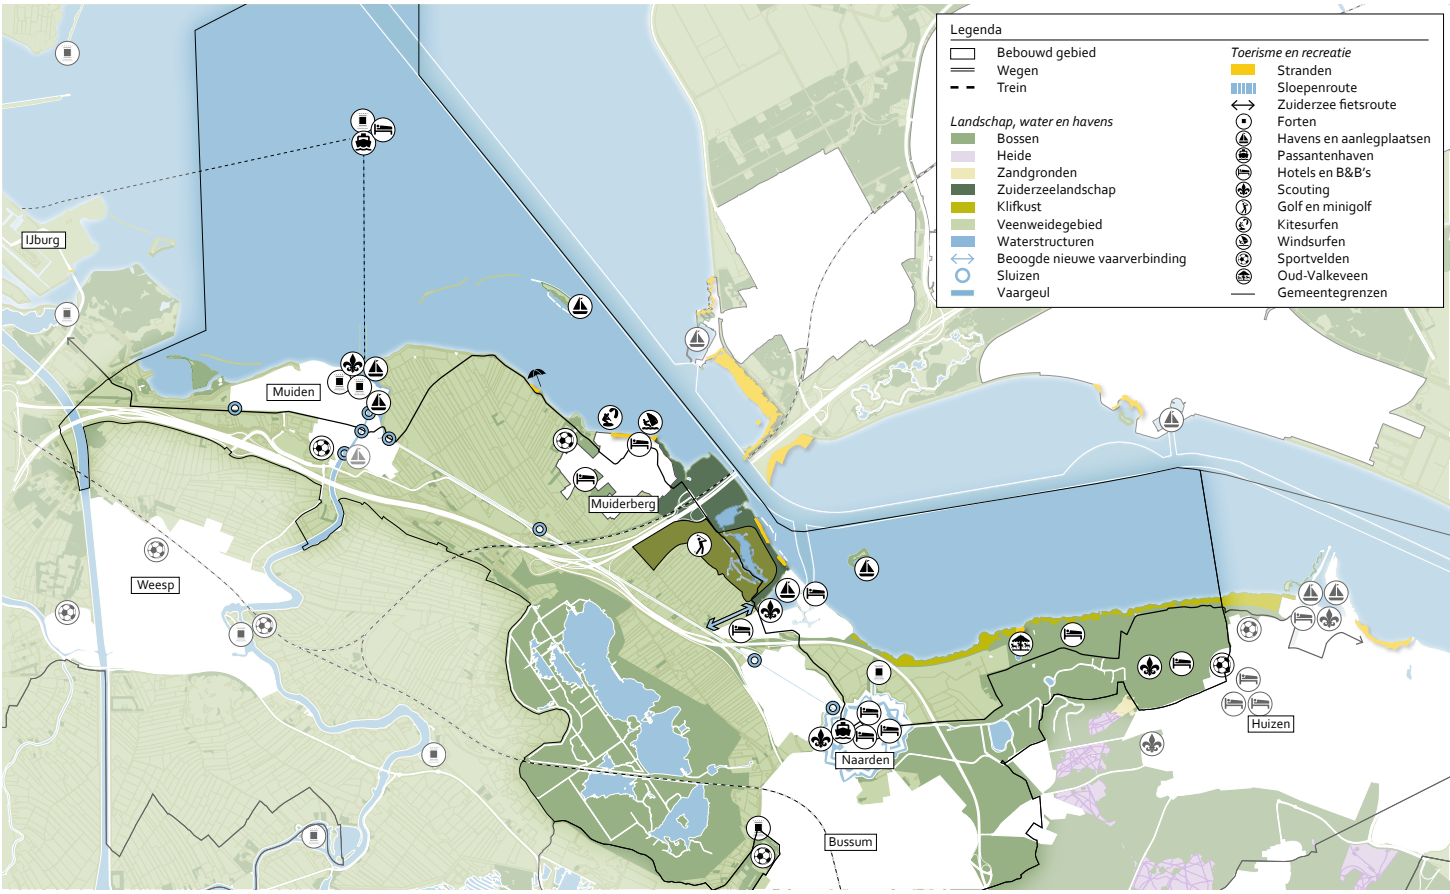 Legenda
Bebouwd gebied
Wegen
Trein
Landschap, water en havens
Bossen
Heide
Zandgronden
Zuiderzeelandschap
Klifkust
Veenweidegebied
Waterstructuren
Beoogde nieuwe vaarverbinding
Sluizen
Vaargeul
Toerisme en recreatie
Stranden
Sloepenroute
Zuiderzee fietsroute
Forten
Havens en aanlegplaatsen
Passantenhaven
Hotels en B&B's
Scouting
Golf en minigolf
Kitesurfen
Windsurfen
Sportvelden
Oud-Valkeveen
Gemeentegrenzen
IJburg
Muiden
Muiderberg
Weesp
Huizen
Naarden
Bussum